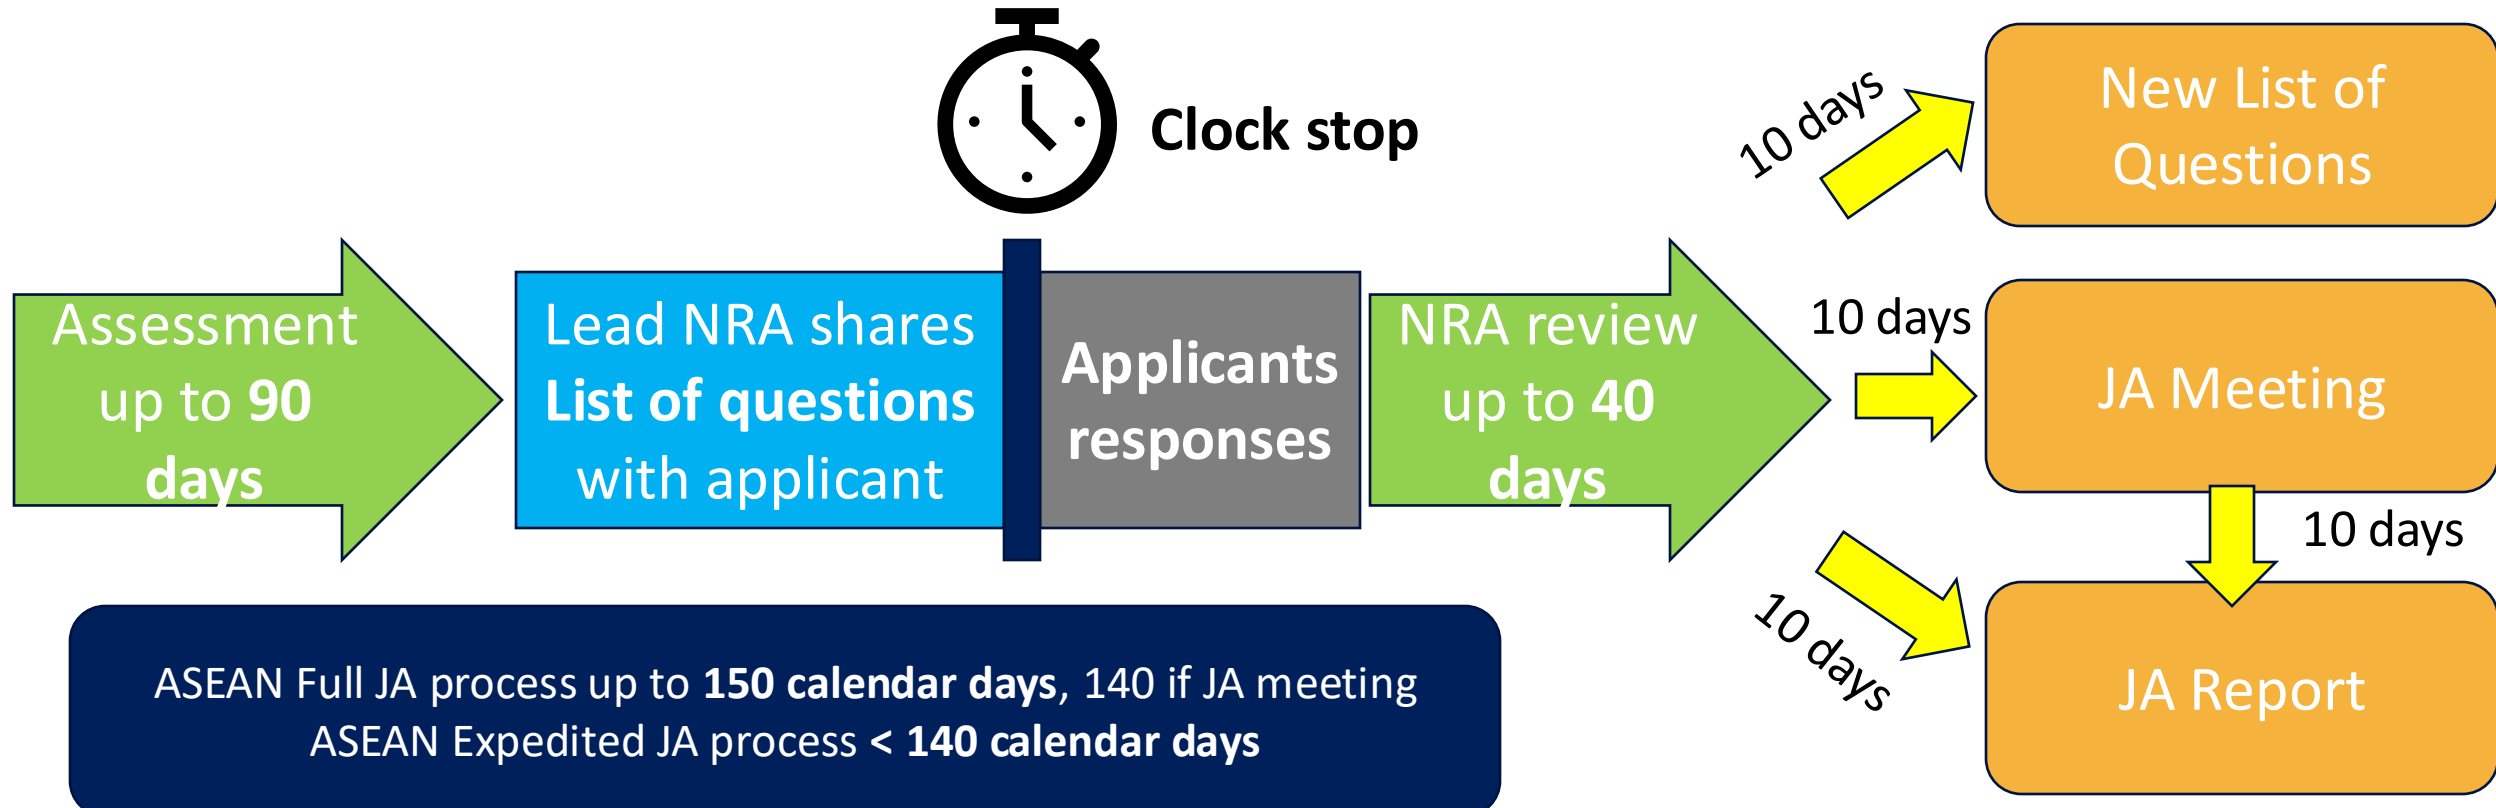 Clock stop
Assessment
up to 90
days
Lead NRA shares
List of questions
with applicant
Applicants
responses
NRA review
up to 40
days
10 days
New List of
Questions
10 days
JA Meeting
10 days
10 days
JA Report
ASEAN Full JA process up to 150 calendar days, 140 if JA meeting
ASEAN Expedited JA process < 140 calendar days